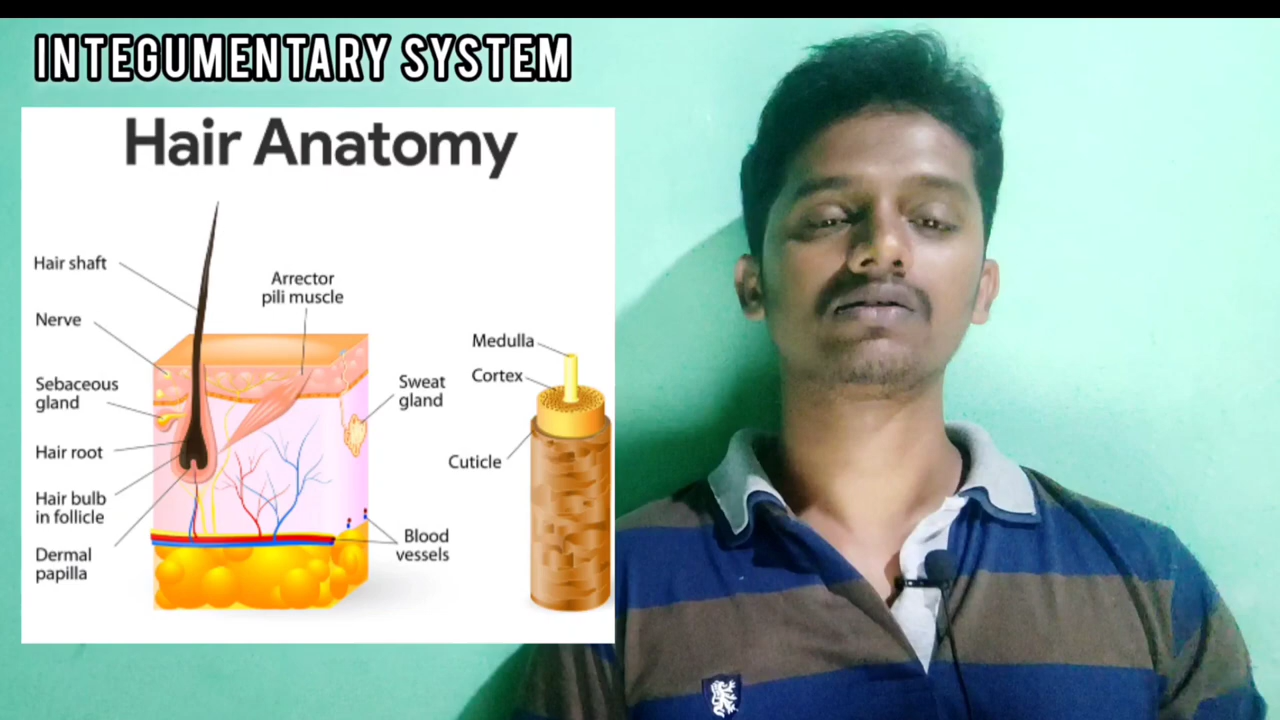 INTEGUMENTARY SYSTEM
Hair Anatomy
Hair shaft
Arrector
pili muscle
Nerve
Medulla
Cortex
Sebaceous
gland
Sweat
gland
Hair root
Cuticle
Hair bulb
in follicle
Blood
vessels
Dermal
papilla